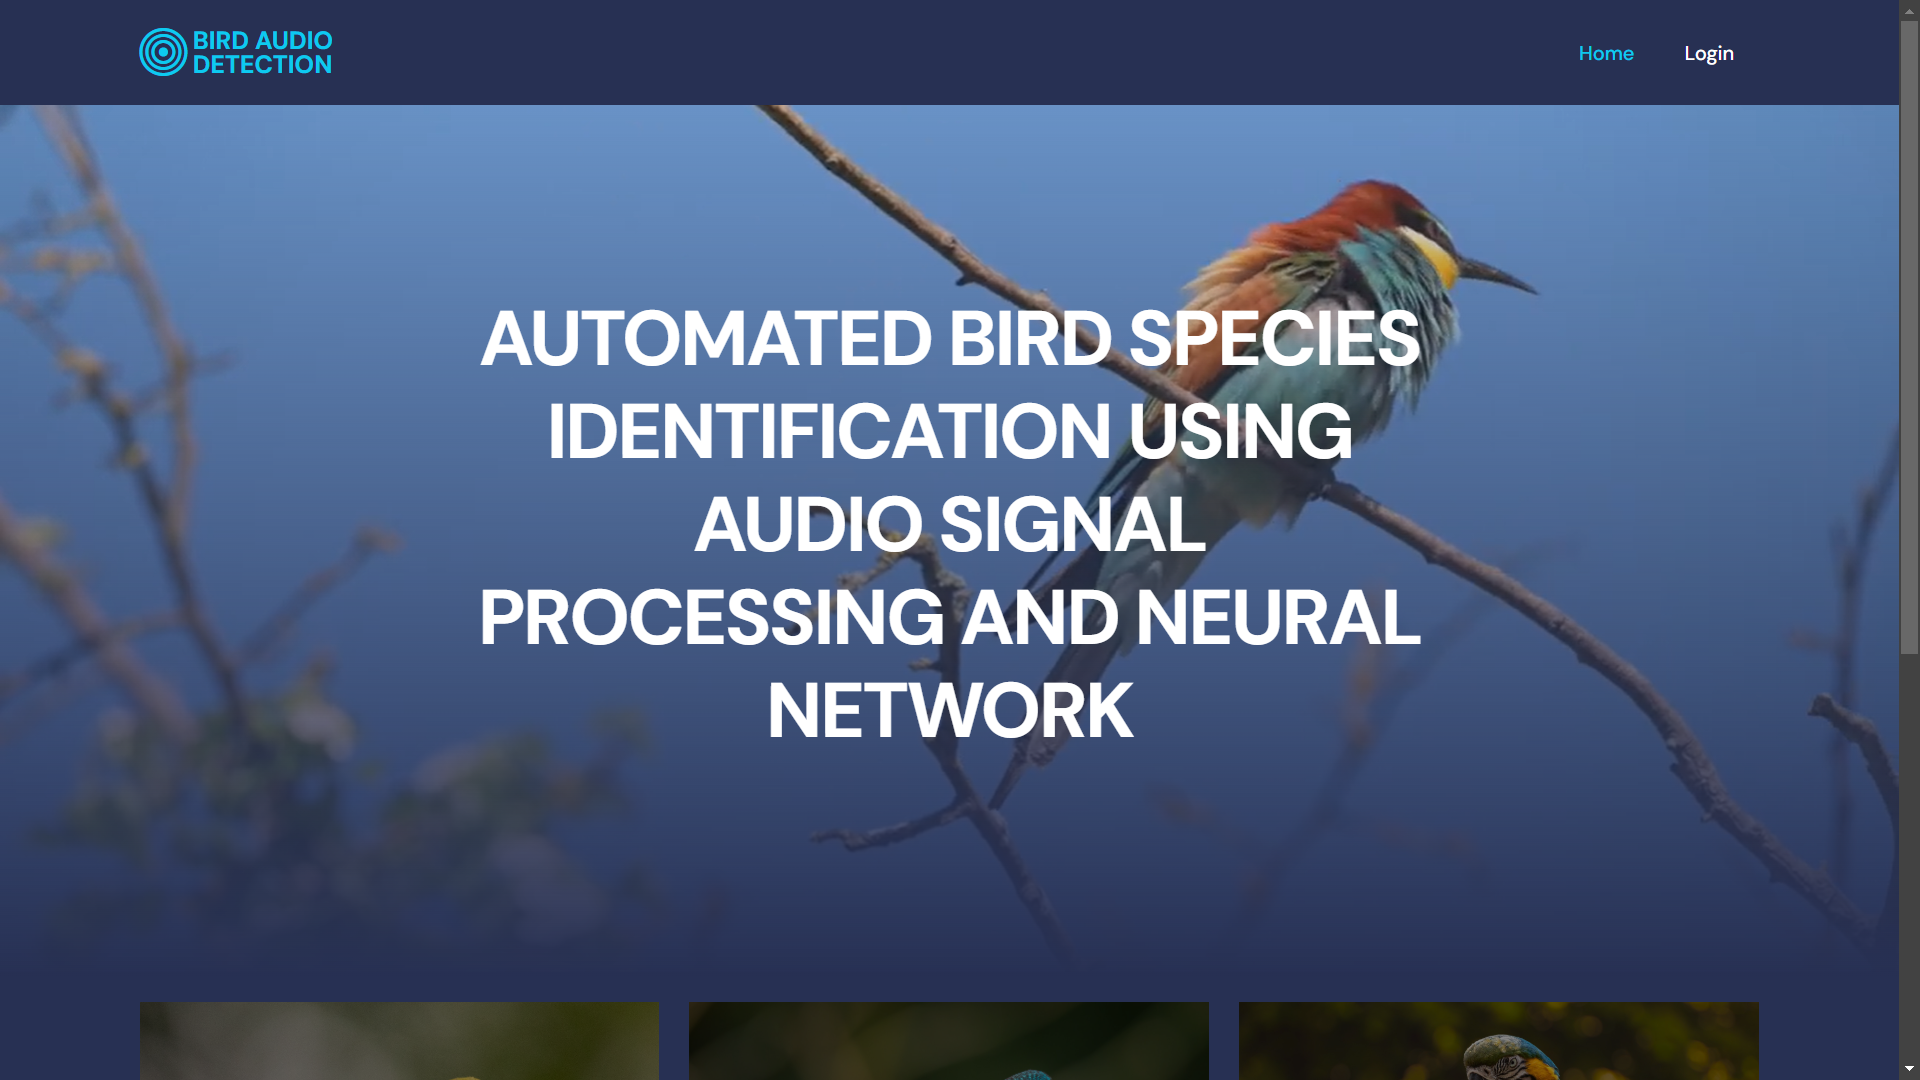 BIRD AUDIO
DETECTION
Home
Login
AUTOMATED BIRD SPECIES
IDENTIFICATION USING
AUDIO SIGNAL
PROCESSING AND NEURAL
NETWORK